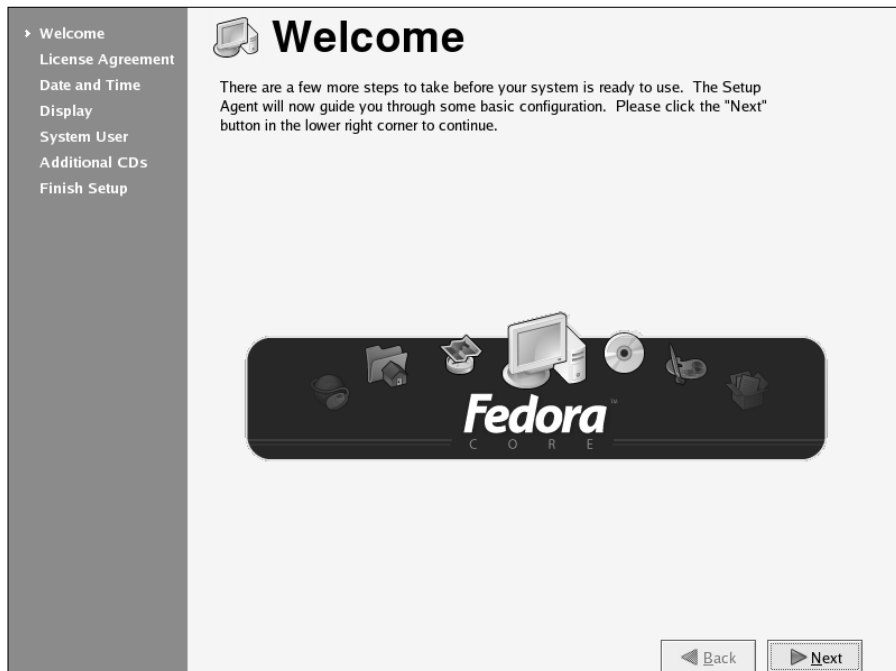 Welcome
License Agreement
Date and Time
Display
System User
Additional CDs
Finish Setup
Welcome
There are a few more steps to take before your system is ready to use.  The Setup
Agent will now guide you through some basic configuration.  Please click the "Next"
button in the lower right corner to continue.
Fedora™
CORE
Back
Next